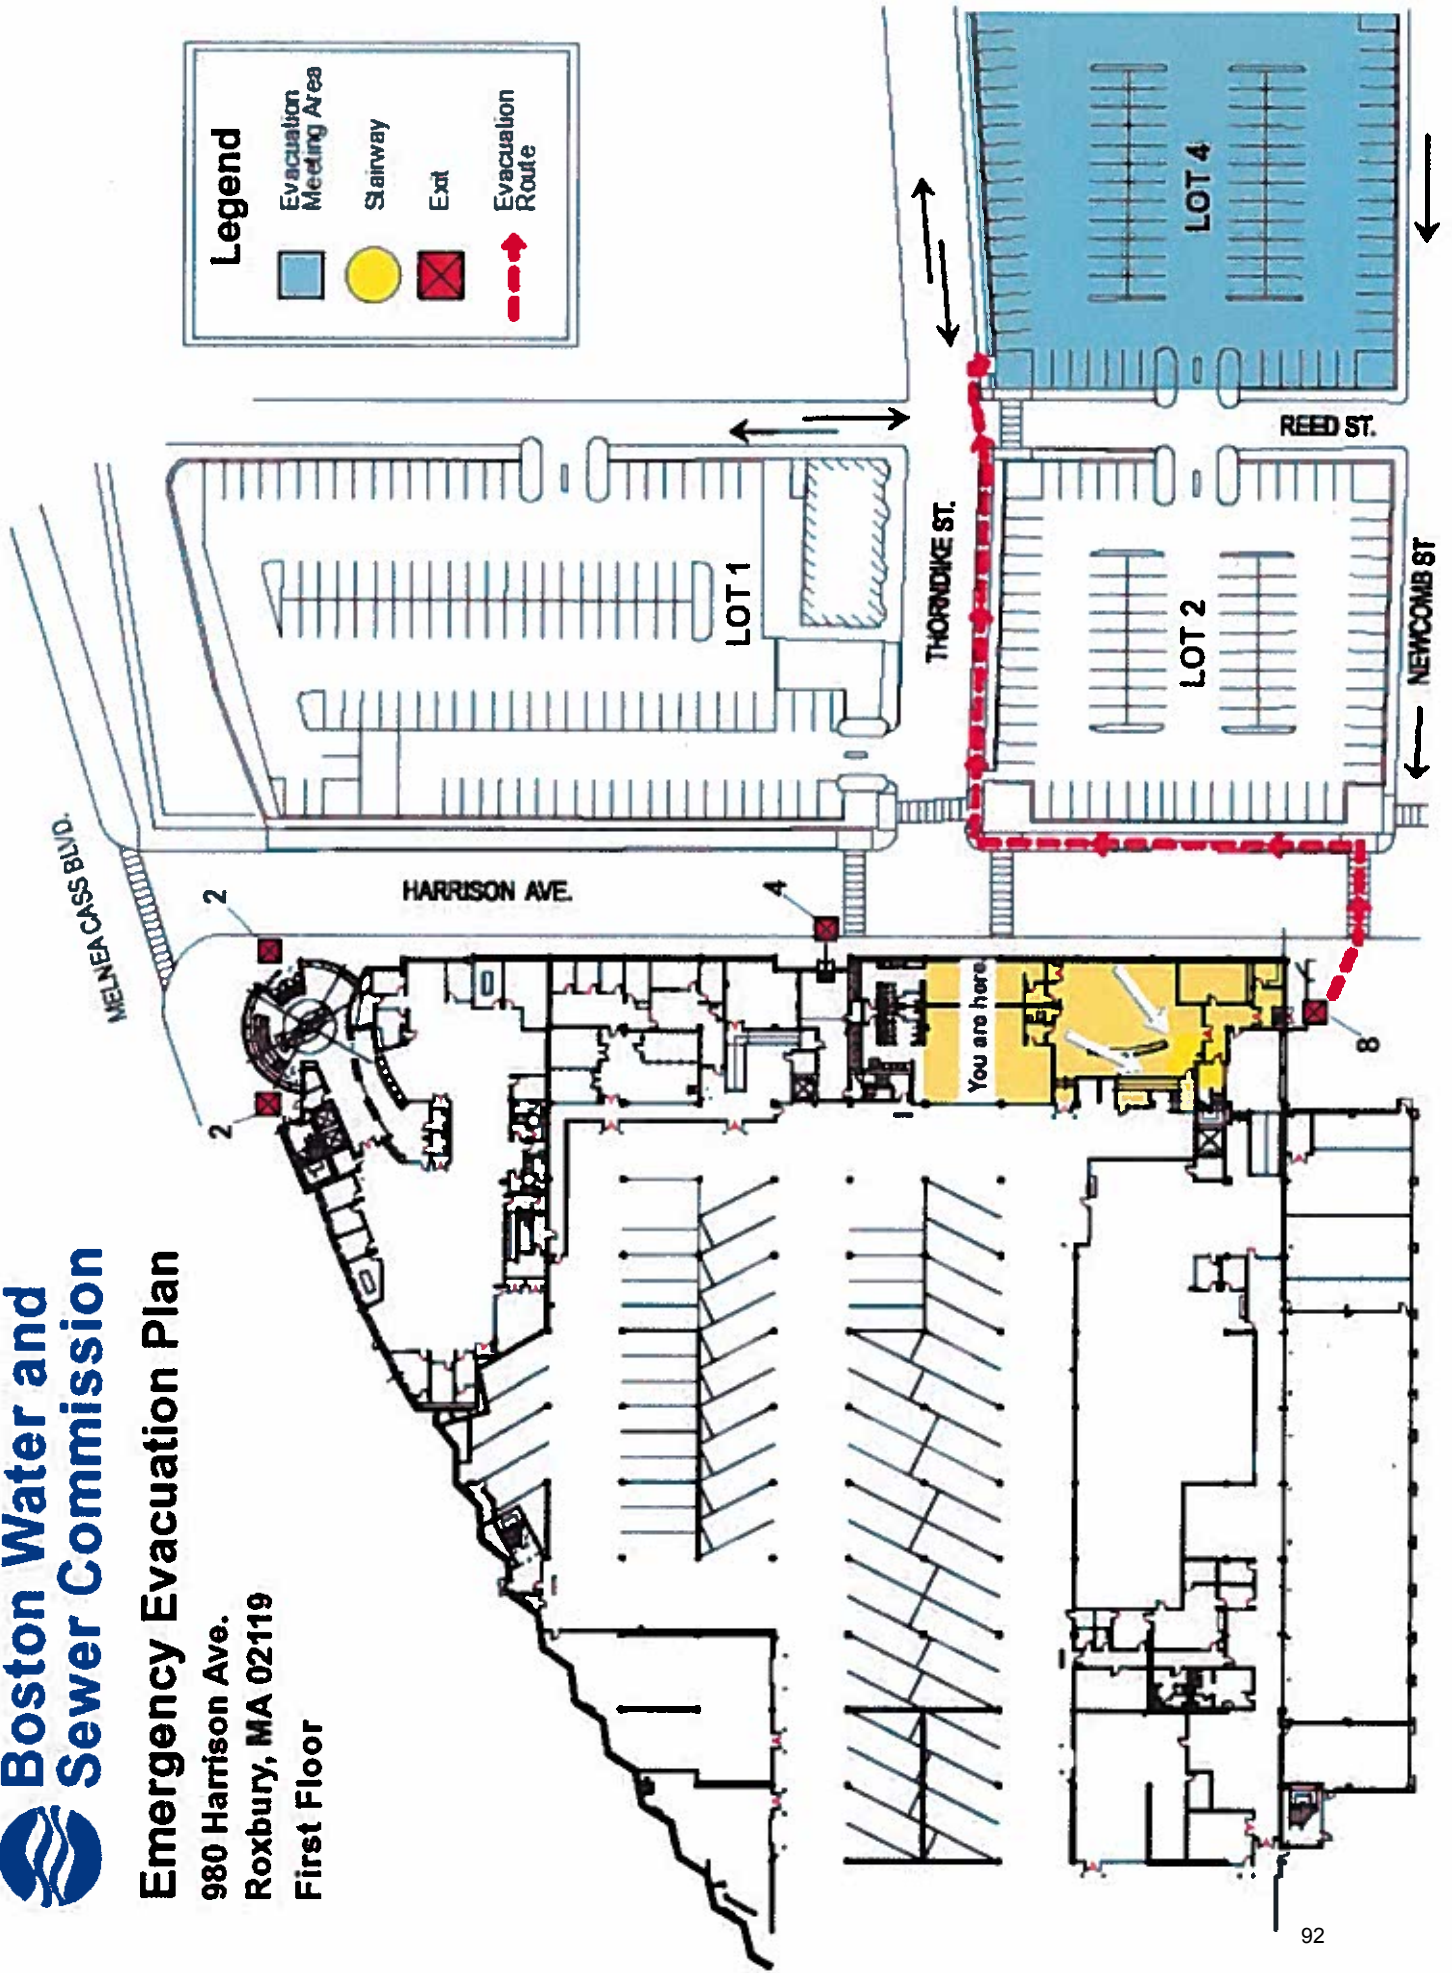 Boston Water and
Sewer Commission
Emergency Evacuation Plan
980 Harrison Ave.
Roxbury, MA 02119
First Floor
Legend
Evacuation
Meeting Area
Stairway
Exit
Evacuation
Route
MELNEA CASS BLVD.
2
2
HARRISON AVE.
4
LOT 1
THORNDIKE ST.
LOT 4
REED ST.
LOT 2
NEWCOMB ST
You are here.
8
92